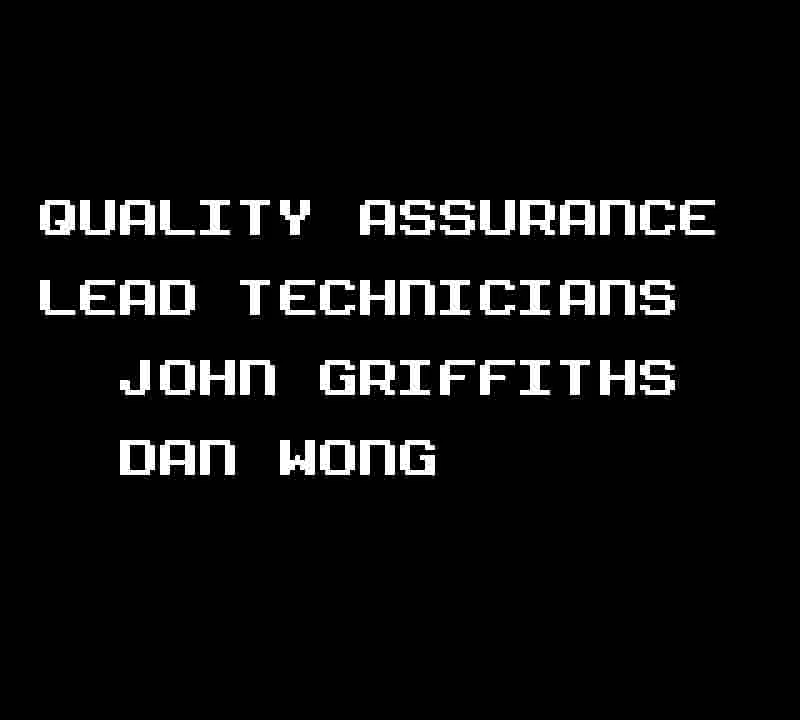 QUALITY ASSURANCE
LEAD TECHNICIANS
JOHN GRIFFITHS
DAN WONG